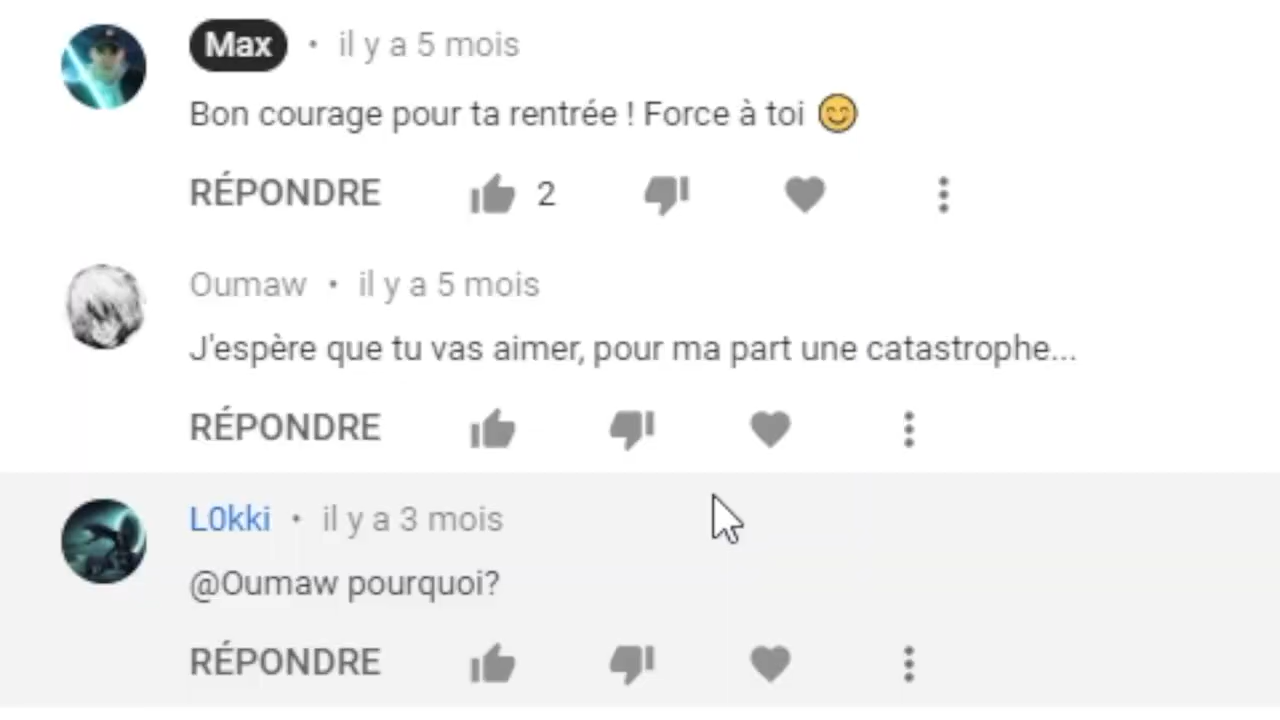 Max • il y a 5 mois
Bon courage pour ta rentrée ! Force à toi 😊
RÉPONDRE 2
Oumaw • il y a 5 mois
J'espère que tu vas aimer, pour ma part une catastrophe...
RÉPONDRE
L0kki • il y a 3 mois
@Oumaw pourquoi?
RÉPONDRE